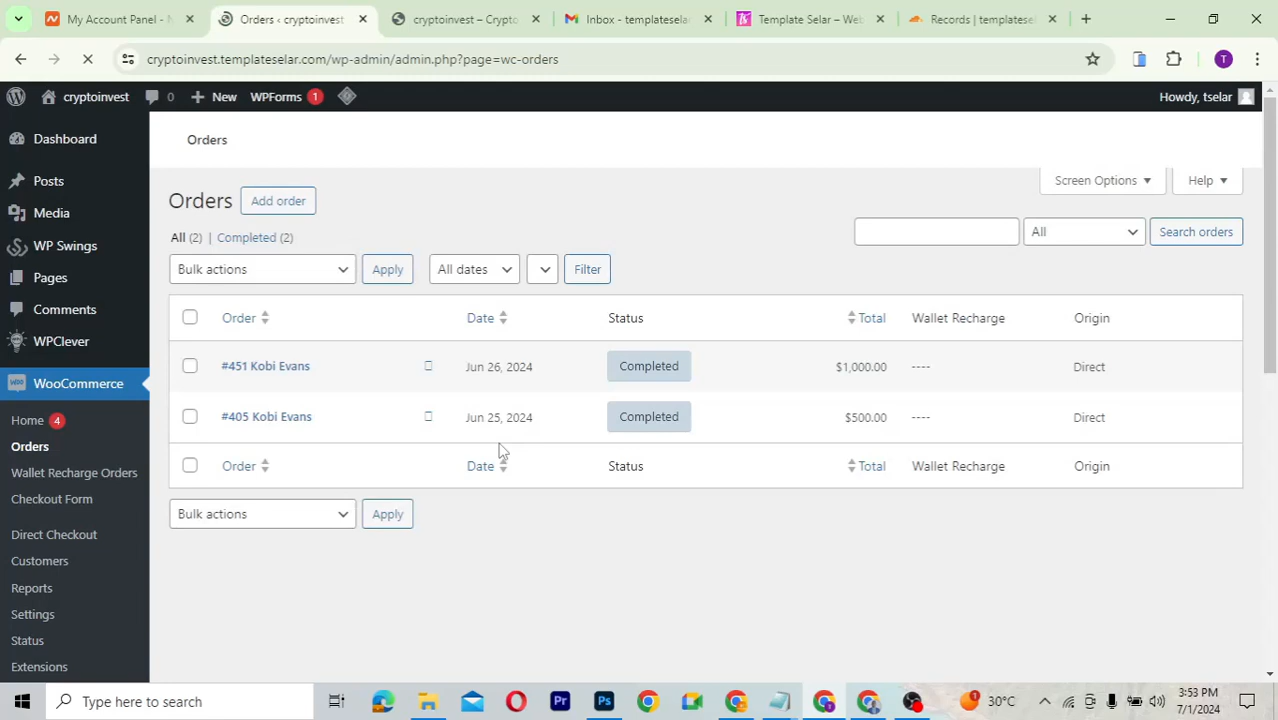 My Account Panel -
Orders ‹ cryptoinvest
cryptoinvest – Crypto
Inbox - templatesela
Template Selar – Web
Records | templatese
cryptoinvest.templateselar.com/wp-admin/admin.php?page=wc-orders
T
cryptoinvest
0
New
WPForms 1
Howdy, tselar
Dashboard
Posts
Media
WP Swings
Pages
Comments
WPClever
WooCommerce
Home 4
Orders
Wallet Recharge Orders
Checkout Form
Direct Checkout
Customers
Reports
Settings
Status
Extensions
Orders
Screen Options
Help
Orders
Add order
All (2) | Completed (2)
All
Search orders
Bulk actions
Apply
All dates
Filter
Order Date Status Total Wallet Recharge Origin
#451 Kobi Evans Jun 26, 2024 Completed $1,000.00 ---- Direct
#405 Kobi Evans Jun 25, 2024 Completed $500.00 ---- Direct
Order Date Status Total Wallet Recharge Origin
Bulk actions
Apply
Type here to search
Pr
Ps
30°C
3:53 PM
7/1/2024